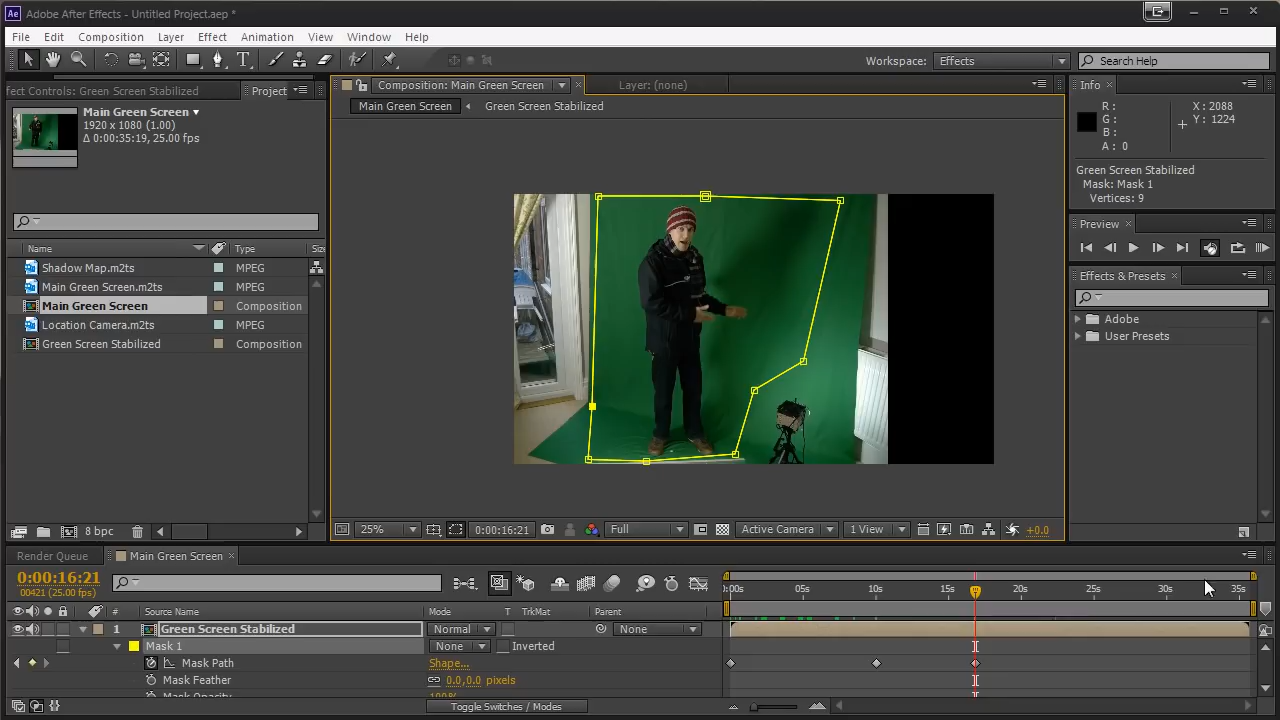 Ae Adobe After Effects - Untitled Project.aep *
File Edit Composition Layer Effect Animation View Window Help
Workspace: Effects Search Help
fect Controls: Green Screen Stabilized Project
Main Green Screen
1920 x 1080 (1.00)
Δ 0:00:35:19, 25.00 fps
Name Type Size
Shadow Map.m2ts MPEG
Main Green Screen.m2ts MPEG
Main Green Screen Composition
Location Camera.m2ts MPEG
Green Screen Stabilized Composition
8 bpc
Composition: Main Green Screen Layer: (none)
Main Green Screen Green Screen Stabilized
25% 0:00:16:21 Full Active Camera 1 View +0.0
Info
R : X : 2088
G : Y : 1224
B :
A : 0
Green Screen Stabilized
Mask: Mask 1
Vertices: 9
Preview
Effects & Presets
Adobe
User Presets
Render Queue Main Green Screen
0:00:16:21
00421 (25.00 fps)
):00s 05s 10s 15s 20s 25s 30s 35s
# Source Name Mode T TrkMat Parent
1 Green Screen Stabilized Normal None
Mask 1 None Inverted
Mask Path Shape...
Mask Feather 0.0,0.0 pixels
Mask Opacity 100%
Toggle Switches / Modes